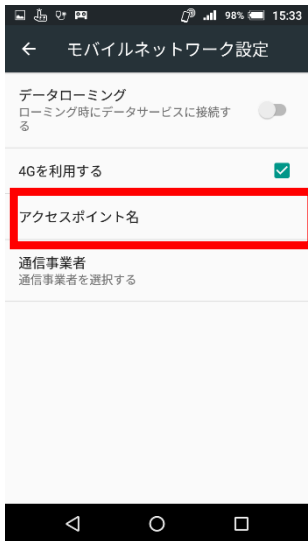 98% 15:33
モバイルネットワーク設定
データローミング
ローミング時にデータサービスに接続す
る
4Gを利用する
アクセスポイント名
通信事業者
通信事業者を選択する